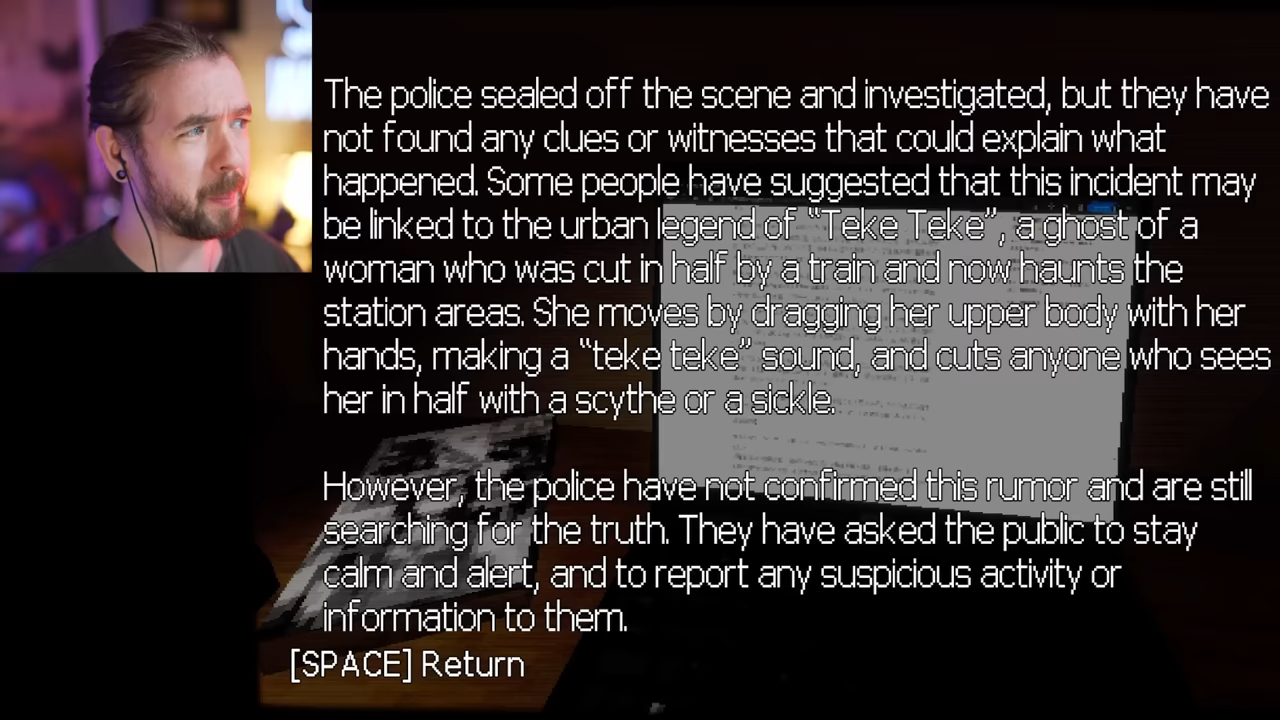 The police sealed off the scene and investigated, but they have
not found any clues or witnesses that could explain what
happened. Some people have suggested that this incident may
be linked to the urban legend of “Teke Teke”, a ghost of a
woman who was cut in half by a train and now haunts the
station areas. She moves by dragging her upper body with her
hands, making a “teke teke” sound, and cuts anyone who sees
her in half with a scythe or a sickle.
However, the police have not confirmed this rumor and are still
searching for the truth. They have asked the public to stay
calm and alert, and to report any suspicious activity or
information to them.
[SPACE] Return